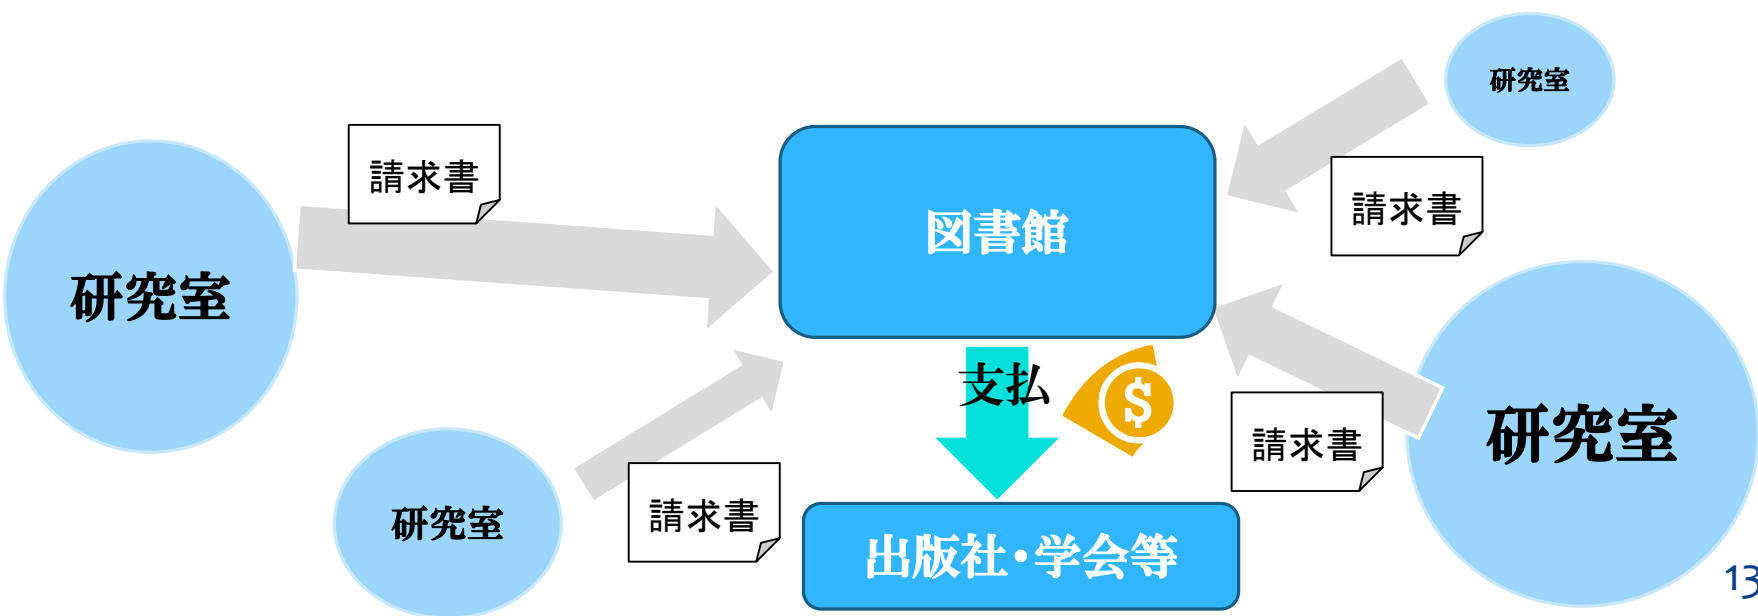 研究室
請求書
図書館
請求書
研究室
支払
請求書
研究室
研究室
請求書
出版社・学会等
13